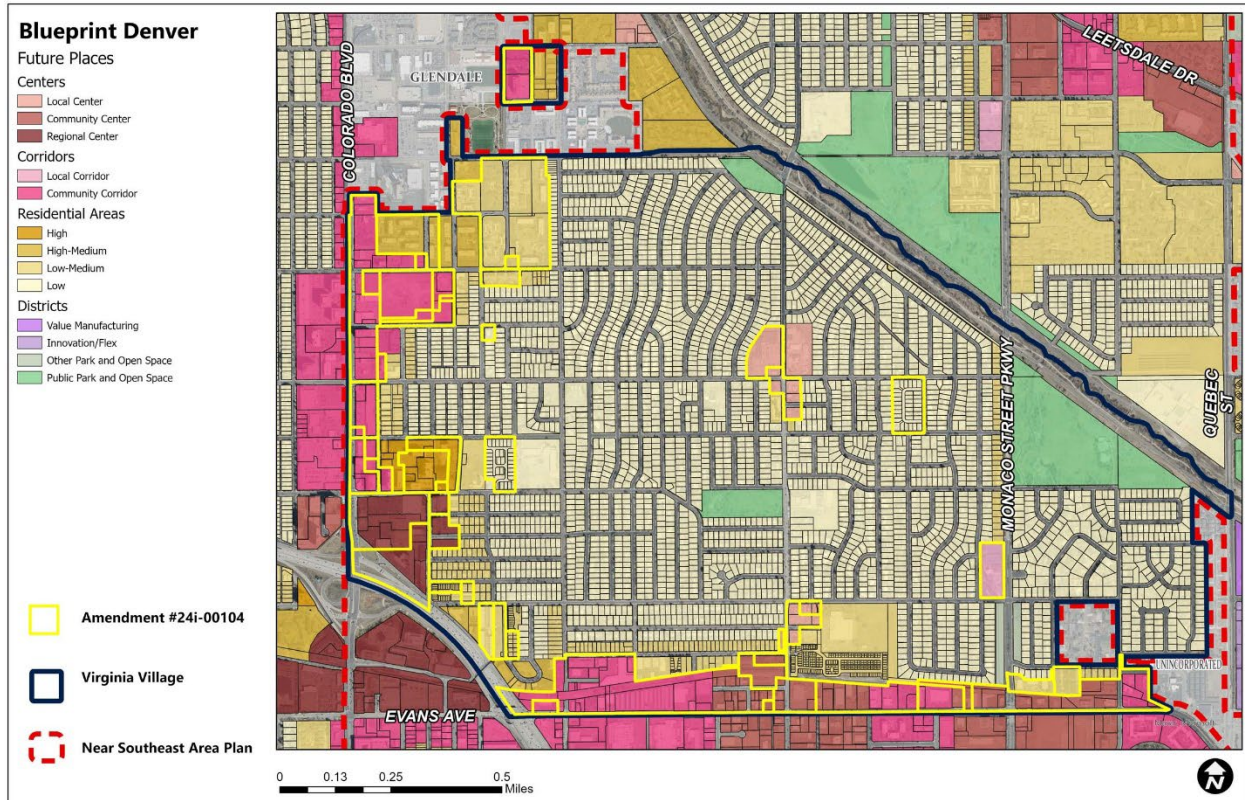 Blueprint Denver
Future Places
Centers
Local Center
Community Center
Regional Center
Corridors
Local Corridor
Community Corridor
Residential Areas
High
High-Medium
Low-Medium
Low
Districts
Value Manufacturing
Innovation/Flex
Other Park and Open Space
Public Park and Open Space
Amendment #24i-00104
Virginia Village
Near Southeast Area Plan
COLORADO BLVD
GLENDALE
LEETSDALE DR
MONACO STREET PKWY
QUEBEC
ST
UNINCORPORATED
EVANS AVE
0 0.13 0.25 0.5
Miles
N